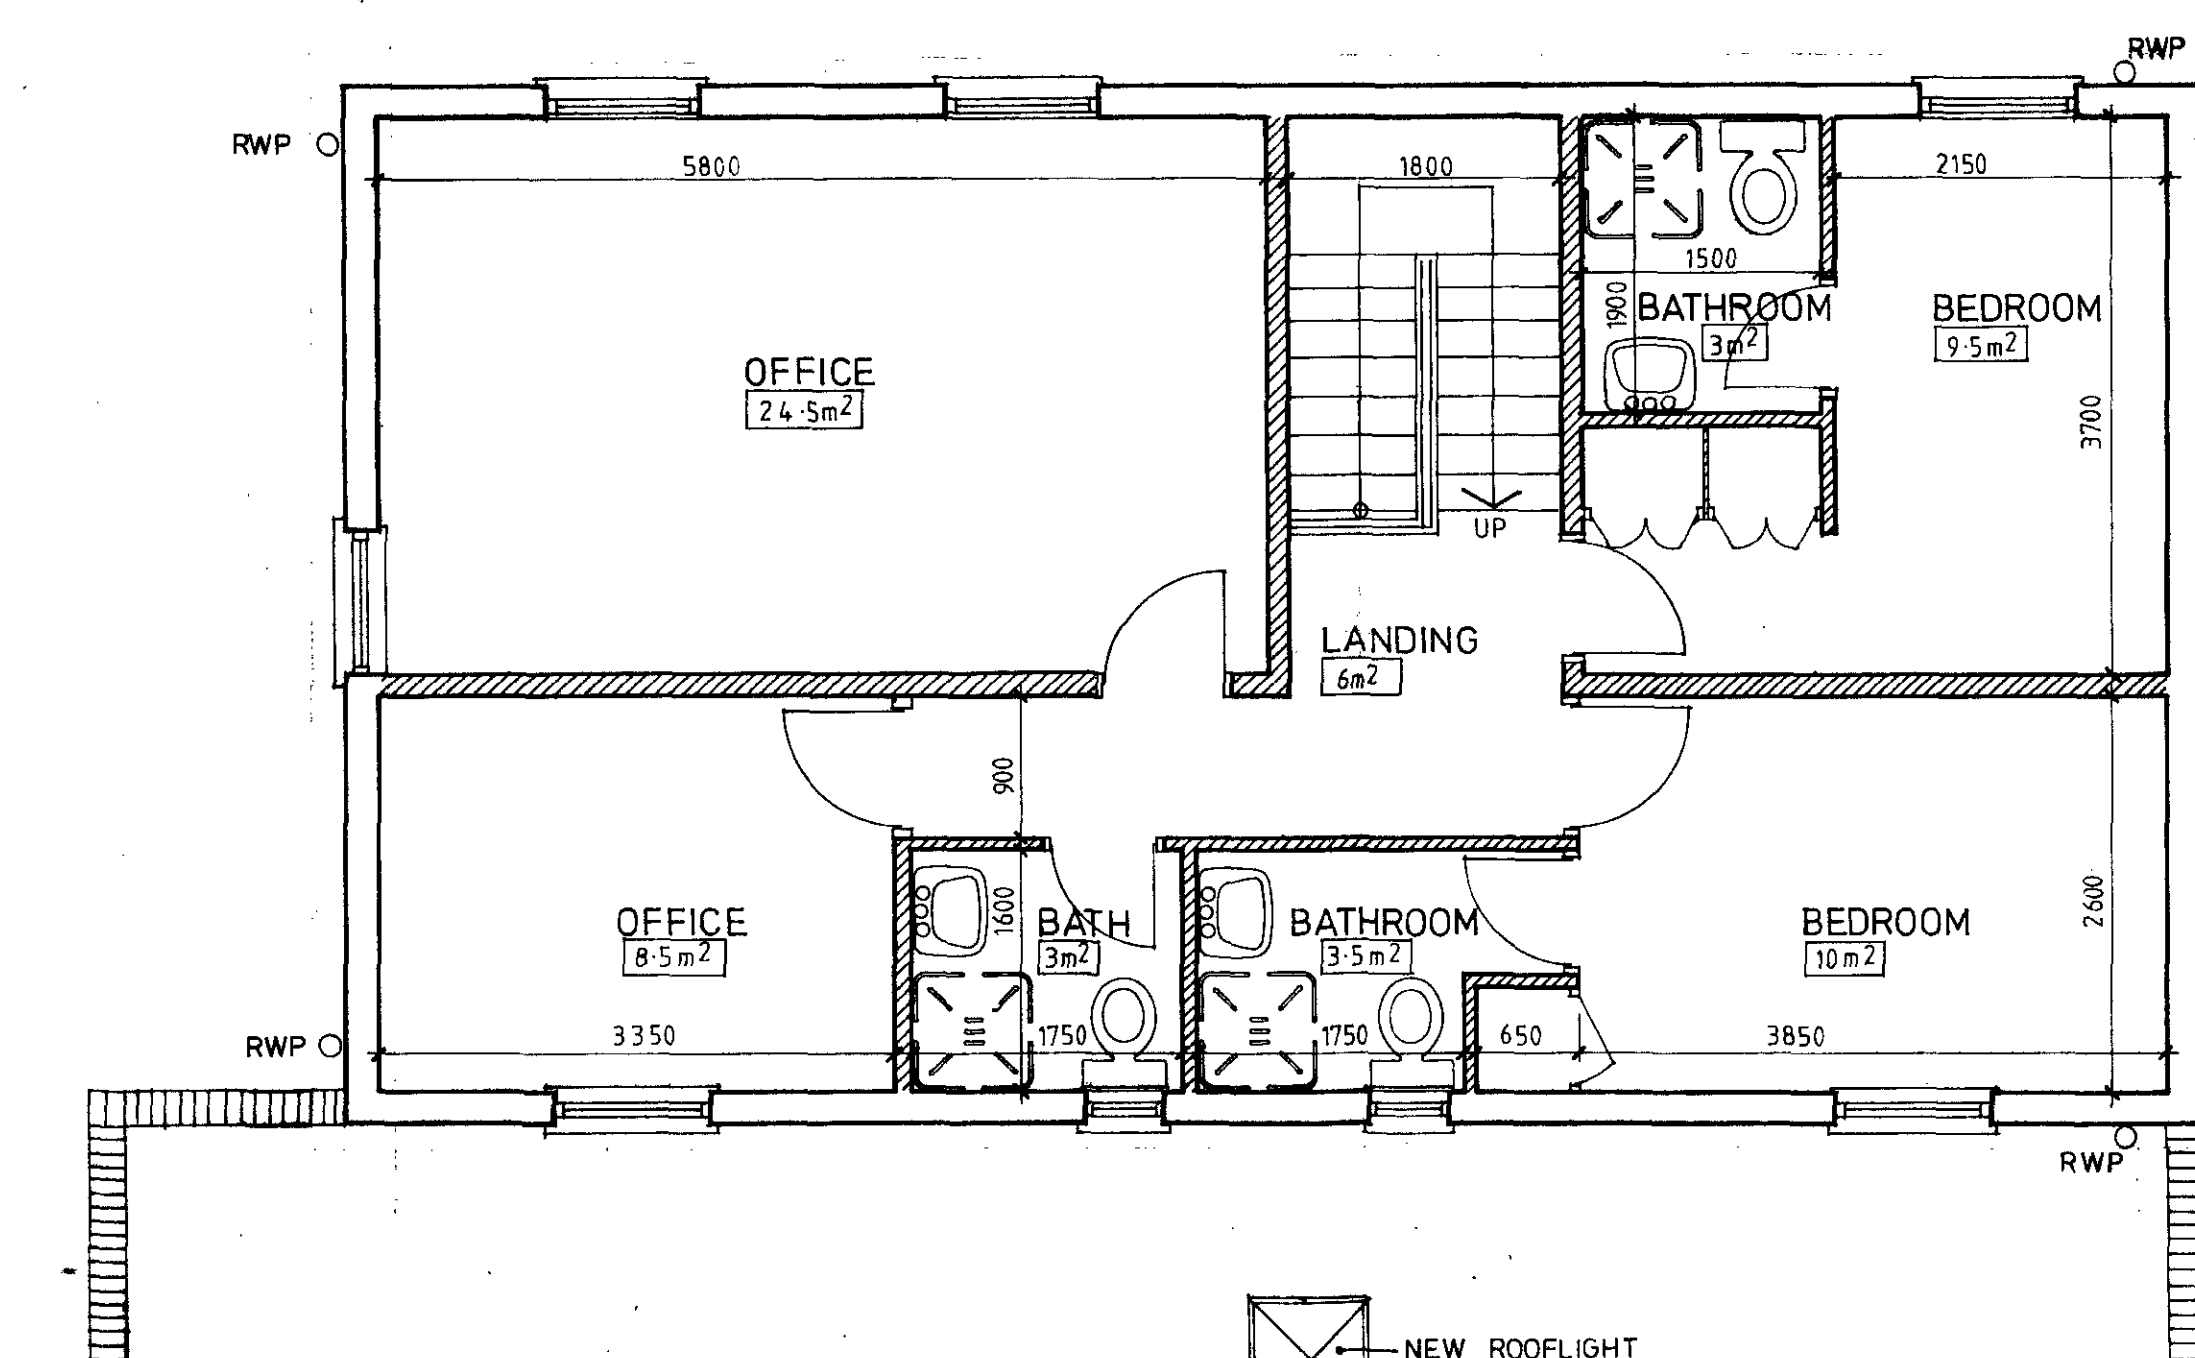 RWP
RWP
5800
1800
2150
1500
1900
BATHROOM
3m²
BEDROOM
9·5m²
OFFICE
24·5m²
3700
UP
LANDING
6m²
900
OFFICE
8·5m²
1600
BATH
3m²
BATHROOM
3·5m²
BEDROOM
10m²
2600
RWP
3350
1750
1750
650
3850
RWP
NEW ROOFLIGHT